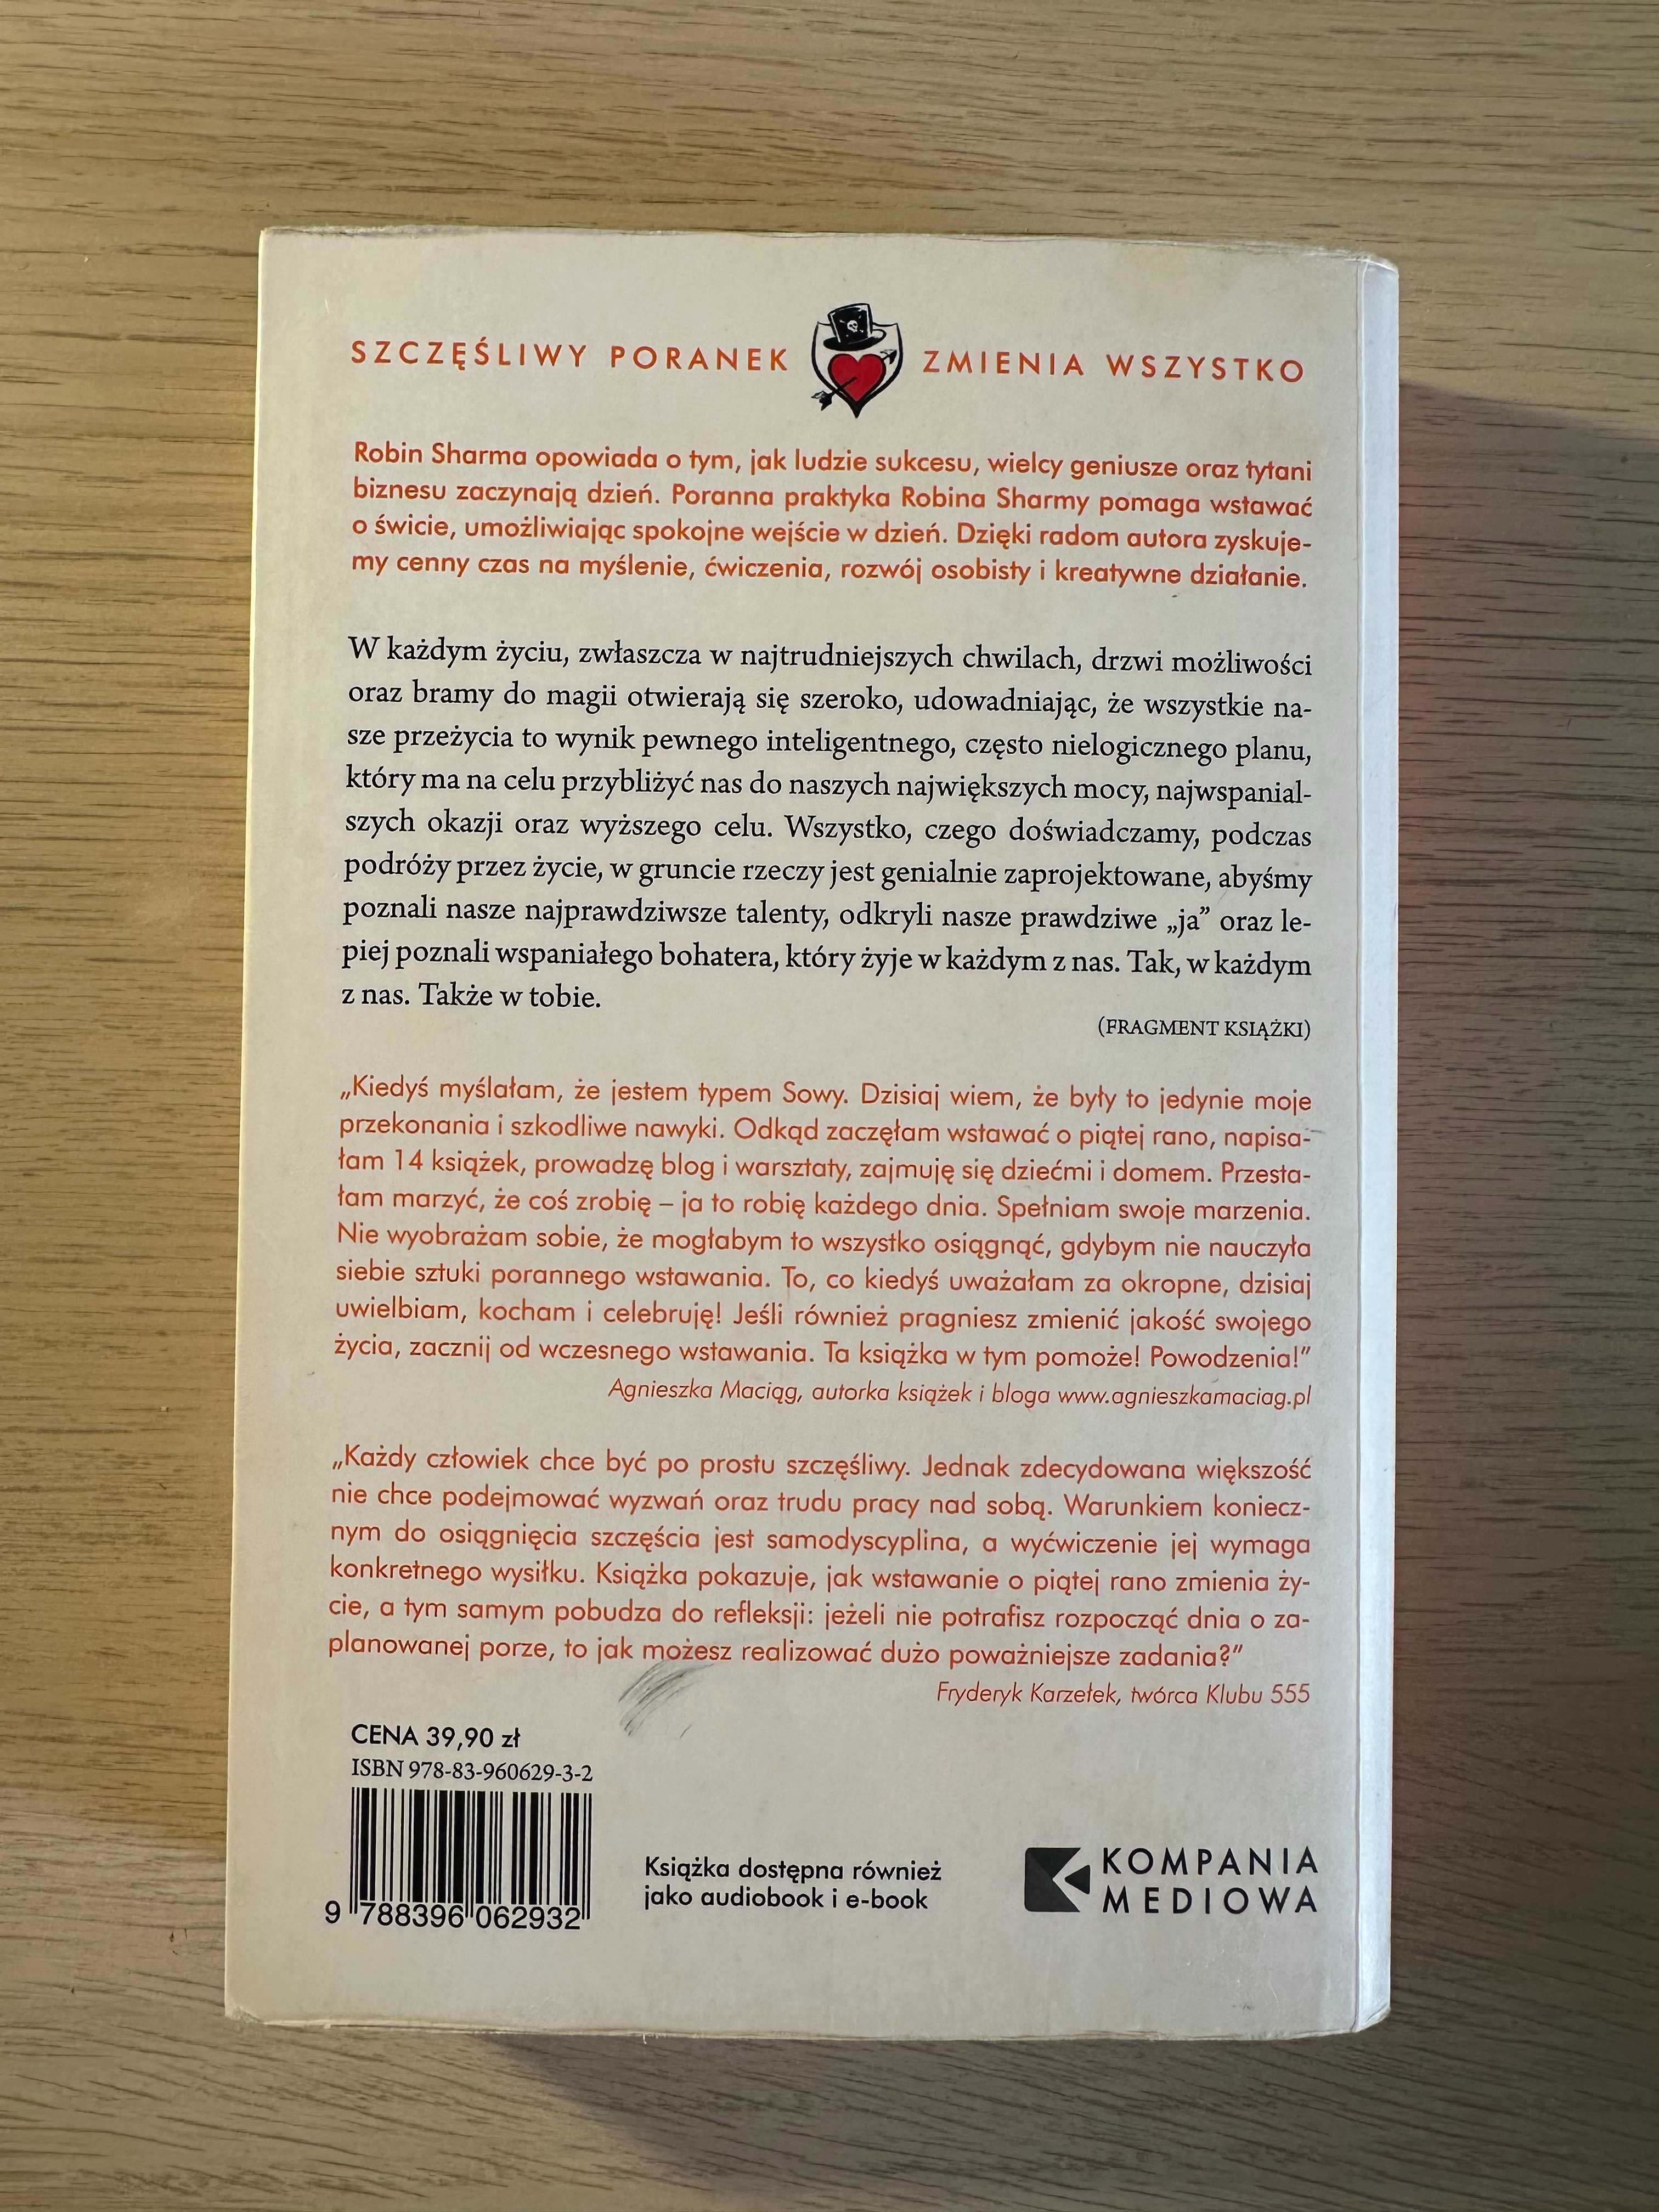 SZCZĘŚLIWY PORANEK ZMIENIA WSZYSTKO
Robin Sharma opowiada o tym, jak ludzie sukcesu, wielcy geniusze oraz tytani
biznesu zaczynają dzień. Poranna praktyka Robina Sharmy pomaga wstawać
o świcie, umożliwiając spokojne wejście w dzień. Dzięki radom autora zyskuje-
my cenny czas na myślenie, ćwiczenia, rozwój osobisty i kreatywne działanie.
W każdym życiu, zwłaszcza w najtrudniejszych chwilach, drzwi możliwości
oraz bramy do magii otwierają się szeroko, udowadniając, że wszystkie na-
sze przeżycia to wynik pewnego inteligentnego, często nielogicznego planu,
który ma na celu przybliżyć nas do naszych największych mocy, najwspanial-
szych okazji oraz wyższego celu. Wszystko, czego doświadczamy, podczas
podróży przez życie, w gruncie rzeczy jest genialnie zaprojektowane, abyśmy
poznali nasze najprawdziwsze talenty, odkryli nasze prawdziwe „ja” oraz le-
piej poznali wspaniałego bohatera, który żyje w każdym z nas. Tak, w każdym
z nas. Także w tobie.
(FRAGMENT KSIĄŻKI)
„Kiedyś myślałam, że jestem typem Sowy. Dzisiaj wiem, że były to jedynie moje
przekonania i szkodliwe nawyki. Odkąd zaczęłam wstawać o piątej rano, napisa-
łam 14 książek, prowadzę blog i warsztaty, zajmuję się dziećmi i domem. Przesta-
łam marzyć, że coś zrobię – ja to robię każdego dnia. Spełniam swoje marzenia.
Nie wyobrażam sobie, że mogłabym to wszystko osiągnąć, gdybym nie nauczyła
siebie sztuki porannego wstawania. To, co kiedyś uważałam za okropne, dzisiaj
uwielbiam, kocham i celebruję! Jeśli również pragniesz zmienić jakość swojego
życia, zacznij od wczesnego wstawania. Ta książka w tym pomoże! Powodzenia!”
Agnieszka Maciąg, autorka książek i bloga www.agnieszkamaciag.pl
„Każdy człowiek chce być po prostu szczęśliwy. Jednak zdecydowana większość
nie chce podejmować wyzwań oraz trudu pracy nad sobą. Warunkiem koniecz-
nym do osiągnięcia szczęścia jest samodyscyplina, a wyćwiczenie jej wymaga
konkretnego wysiłku. Książka pokazuje, jak wstawanie o piątej rano zmienia ży-
cie, a tym samym pobudza do refleksji: jeżeli nie potrafisz rozpocząć dnia o za-
planowanej porze, to jak możesz realizować dużo poważniejsze zadania?”
Fryderyk Karzełek, twórca Klubu 555
CENA 39,90 zł
ISBN 978-83-960629-3-2
9 788396 062932
Książka dostępna również
jako audiobook i e-book
KOMPANIA
MEDIOWA